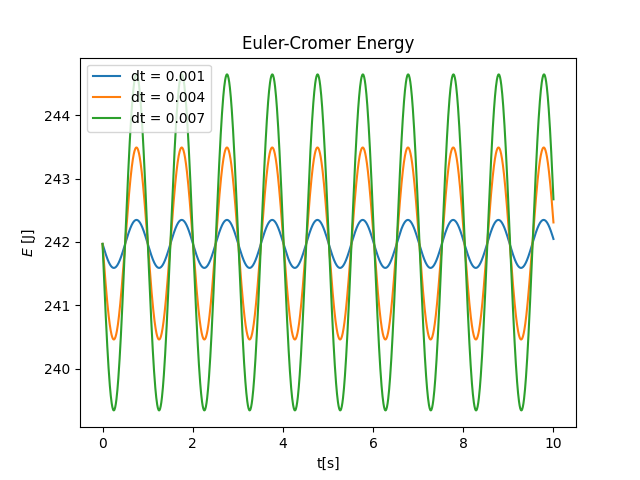 Euler-Cromer Energy
dt = 0.001
dt = 0.004
dt = 0.007
E [J]
244
243
242
241
240
0 2 4 6 8 10
t[s]